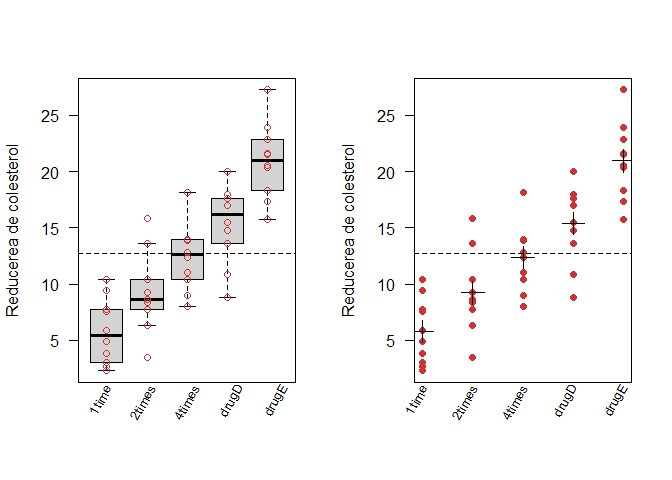 Reducerea de colesterol
25
20
15
10
5
1time
2times
4times
drugD
drugE
Reducerea de colesterol
25
20
15
10
5
1time
2times
4times
drugD
drugE